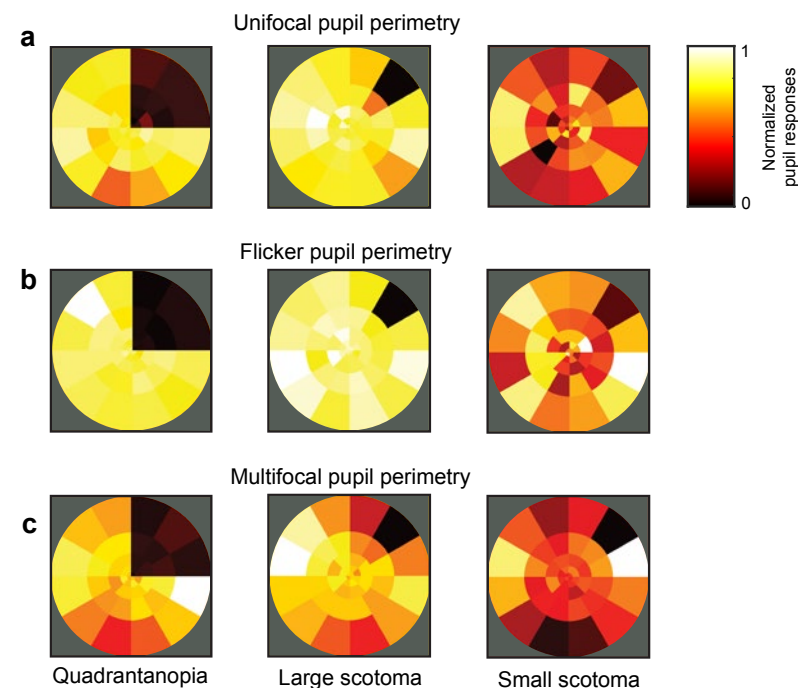 a
Unifocal pupil perimetry
1
0
Normalized
pupil responses
b
Flicker pupil perimetry
c
Multifocal pupil perimetry
Quadrantanopia
Large scotoma
Small scotoma